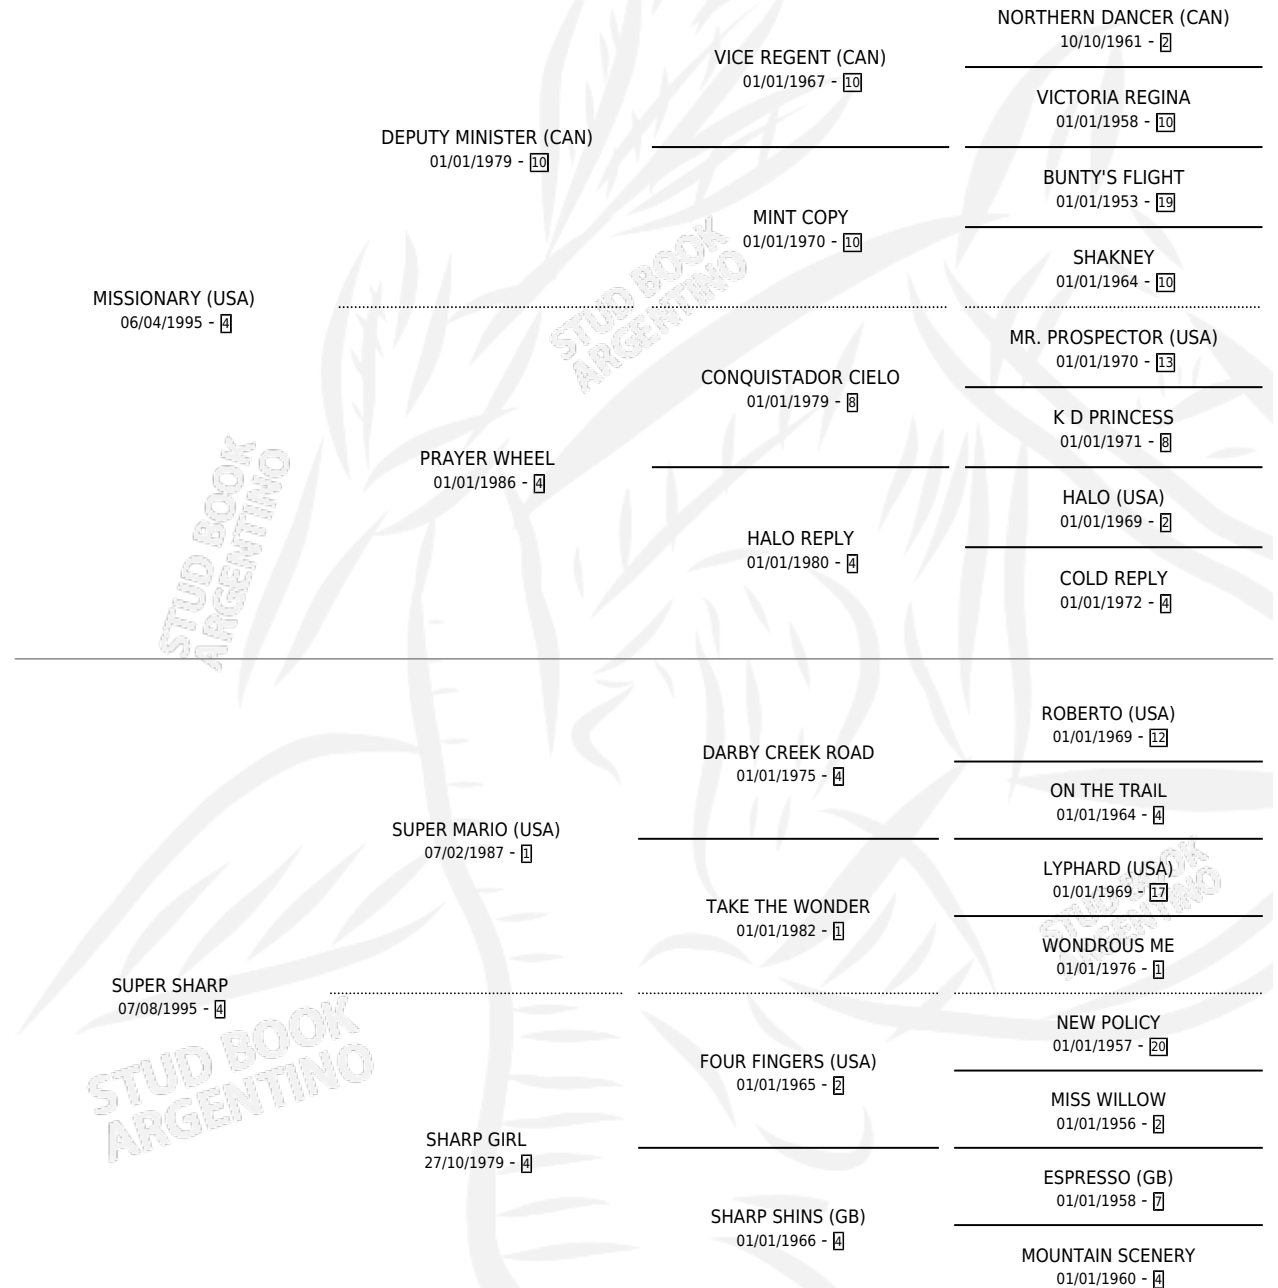 NORTHERN DANCER (CAN)
10/10/1961 - 2
VICE REGENT (CAN)
01/01/1967 - 10
VICTORIA REGINA
01/01/1958 - 10
DEPUTY MINISTER (CAN)
01/01/1979 - 10
BUNTY'S FLIGHT
01/01/1953 - 19
MINT COPY
01/01/1970 - 10
SHAKNEY
01/01/1964 - 10
MISSIONARY (USA)
06/04/1995 - 4
MR. PROSPECTOR (USA)
01/01/1970 - 13
CONQUISTADOR CIELO
01/01/1979 - 8
K D PRINCESS
01/01/1971 - 8
PRAYER WHEEL
01/01/1986 - 4
HALO (USA)
01/01/1969 - 2
HALO REPLY
01/01/1980 - 4
COLD REPLY
01/01/1972 - 4
ROBERTO (USA)
01/01/1969 - 12
DARBY CREEK ROAD
01/01/1975 - 4
ON THE TRAIL
01/01/1964 - 4
SUPER MARIO (USA)
07/02/1987 - 1
LYPHARD (USA)
01/01/1969 - 17
TAKE THE WONDER
01/01/1982 - 1
WONDROUS ME
01/01/1976 - 1
SUPER SHARP
07/08/1995 - 4
NEW POLICY
01/01/1957 - 20
FOUR FINGERS (USA)
01/01/1965 - 2
MISS WILLOW
01/01/1956 - 2
SHARP GIRL
27/10/1979 - 4
ESPRESSO (GB)
01/01/1958 - 7
SHARP SHINS (GB)
01/01/1966 - 4
MOUNTAIN SCENERY
01/01/1960 - 4
STUD BOOK
ARGENTINO
STUD BOOK
ARGENTINO
STUD BOOK
ARGENTINO
STUD BOOK
ARGENTINO